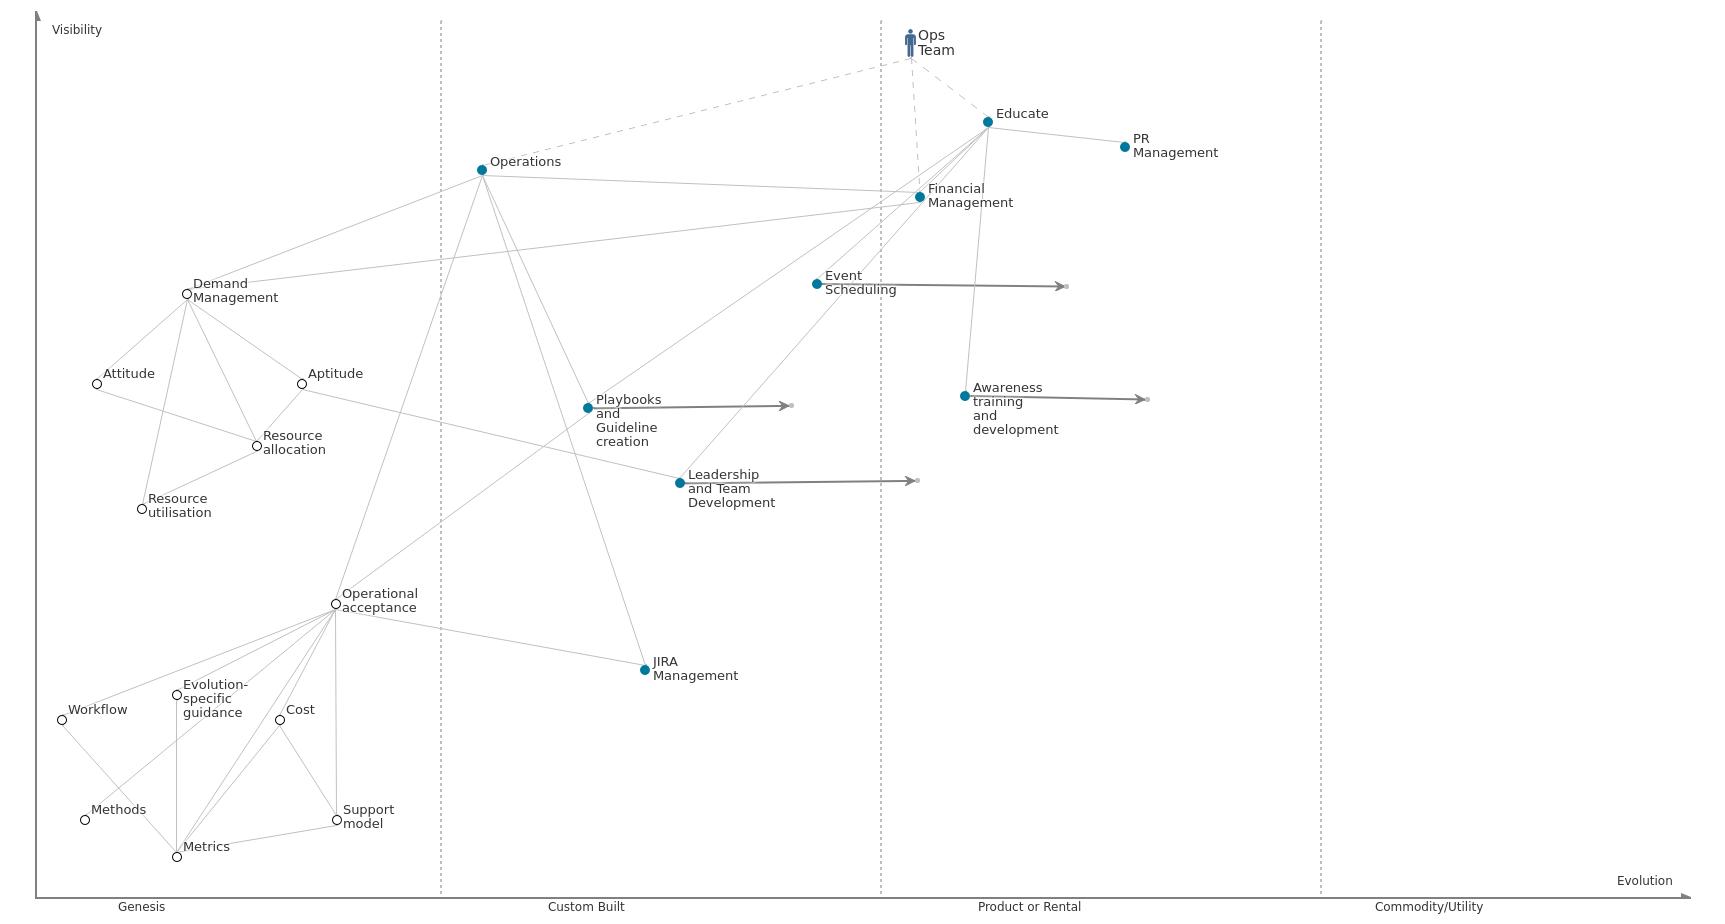 Visibility
Ops
Team
Educate
PR
Management
Operations
Financial
Management
Event
Scheduling
Demand
Management
Attitude
Aptitude
Playbooks
and
Guideline
creation
Awareness
training
and
development
Resource
allocation
Leadership
and Team
Development
Resource
utilisation
Operational
acceptance
JIRA
Management
Evolution-
specific
guidance
Workflow
Cost
Methods
Support
model
Metrics
Evolution
Genesis
Custom Built
Product or Rental
Commodity/Utility